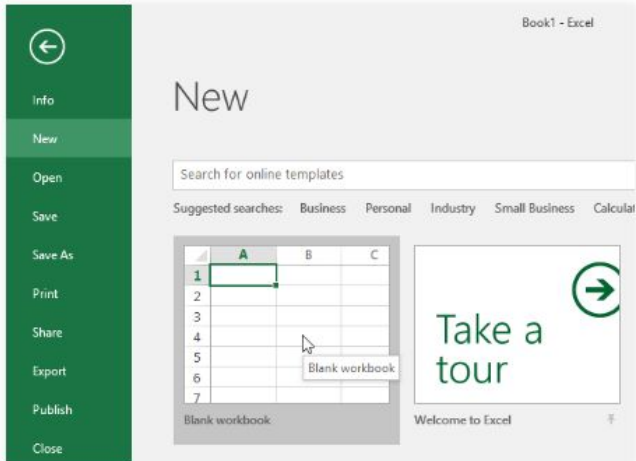 Book1 - Excel
Info
New
Open
Save
Save As
Print
Share
Export
Publish
Close
New
Search for online templates
Suggested searches: Business Personal Industry Small Business
A B C
1
2
3
4
5
6
7
Blank workbook
Blank workbook
Take a
tour
Welcome to Excel